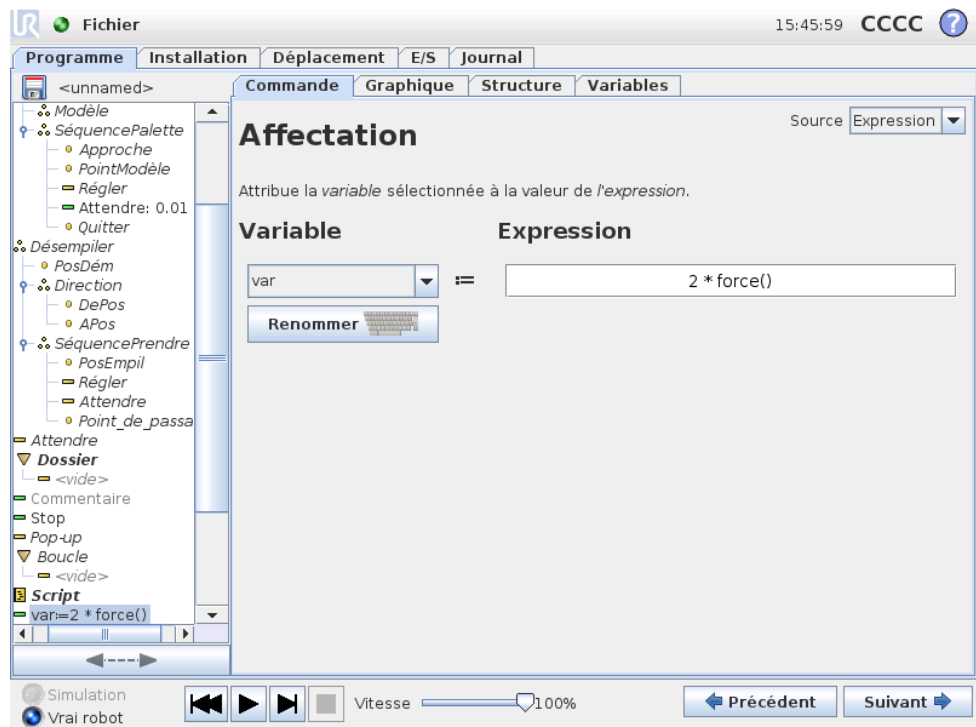 UR Fichier 15:45:59 CCCC ?
Programme Installation Déplacement E/S Journal
<unnamed>
Commande Graphique Structure Variables
Modèle
SéquencePalette
Approche
PointModèle
Régler
Attendre: 0.01
Quitter
Désempiler
PosDém
Direction
DePos
APos
SéquencePrendre
PosEmpil
Régler
Attendre
Point_de_passa
Attendre
Dossier
<vide>
Commentaire
Stop
Pop-up
Boucle
<vide>
Script
var:=2 * force()
Affectation
Source Expression
Attribue la variable sélectionnée à la valeur de l'expression.
Variable Expression
var := 2 * force()
Renommer
Simulation
Vrai robot
Vitesse 100%
Précédent Suivant